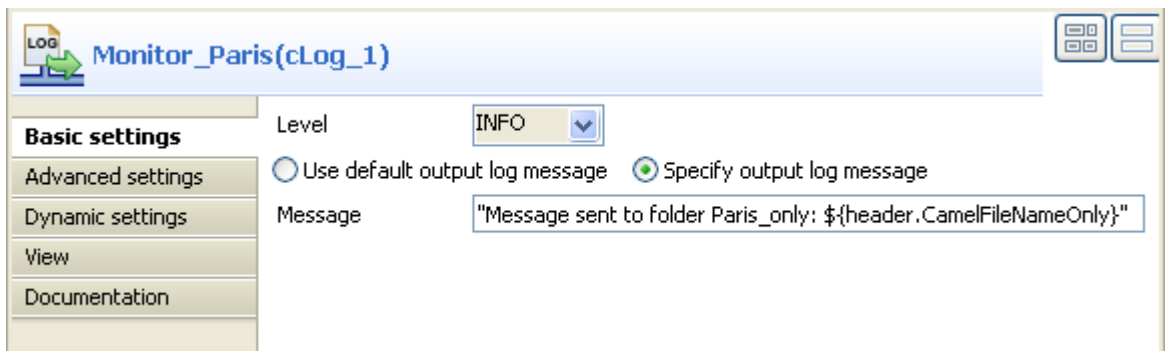 LOG
Monitor_Paris(cLog_1)
Basic settings
Advanced settings
Dynamic settings
View
Documentation
Level INFO
Use default output log message Specify output log message
Message "Message sent to folder Paris_only: ${header.CamelFileNameOnly}"